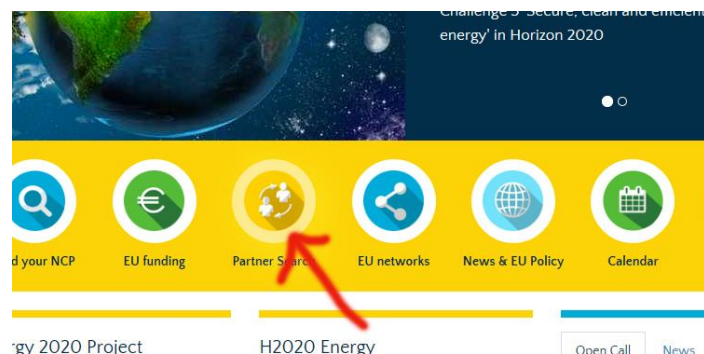 Challenge 3 'Secure, clean and efficient
energy' in Horizon 2020
d your NCP
EU funding
Partner Search
EU networks
News & EU Policy
Calendar
rgy 2020 Project
H2020 Energy
Open Call
News